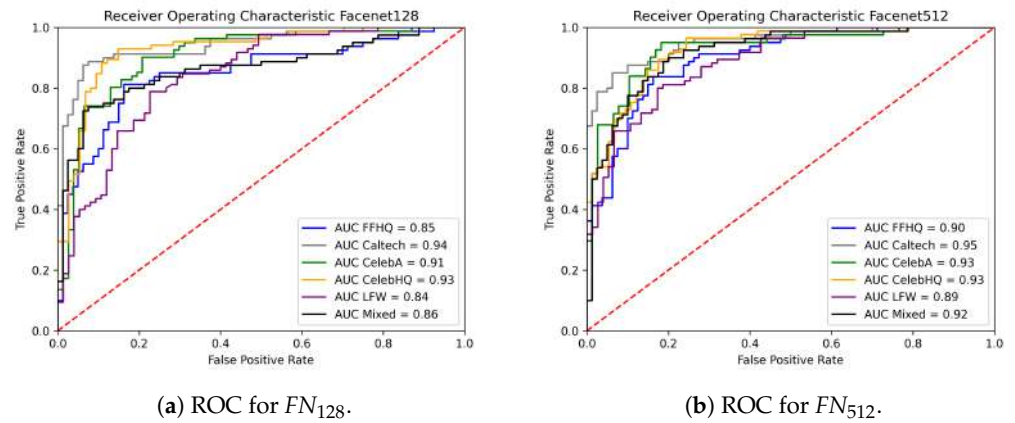 Receiver Operating Characteristic Facenet128
True Positive Rate
1.0
0.8
0.6
0.4
0.2
0.0
AUC FFHQ = 0.85
AUC Caltech = 0.94
AUC CelebA = 0.91
AUC CelebHQ = 0.93
AUC LFW = 0.84
AUC Mixed = 0.86
0.0 0.2 0.4 0.6 0.8 1.0
False Positive Rate
(a) ROC for FN128.
Receiver Operating Characteristic Facenet512
True Positive Rate
1.0
0.8
0.6
0.4
0.2
0.0
AUC FFHQ = 0.90
AUC Caltech = 0.95
AUC CelebA = 0.93
AUC CelebHQ = 0.93
AUC LFW = 0.89
AUC Mixed = 0.92
0.0 0.2 0.4 0.6 0.8 1.0
False Positive Rate
(b) ROC for FN512.